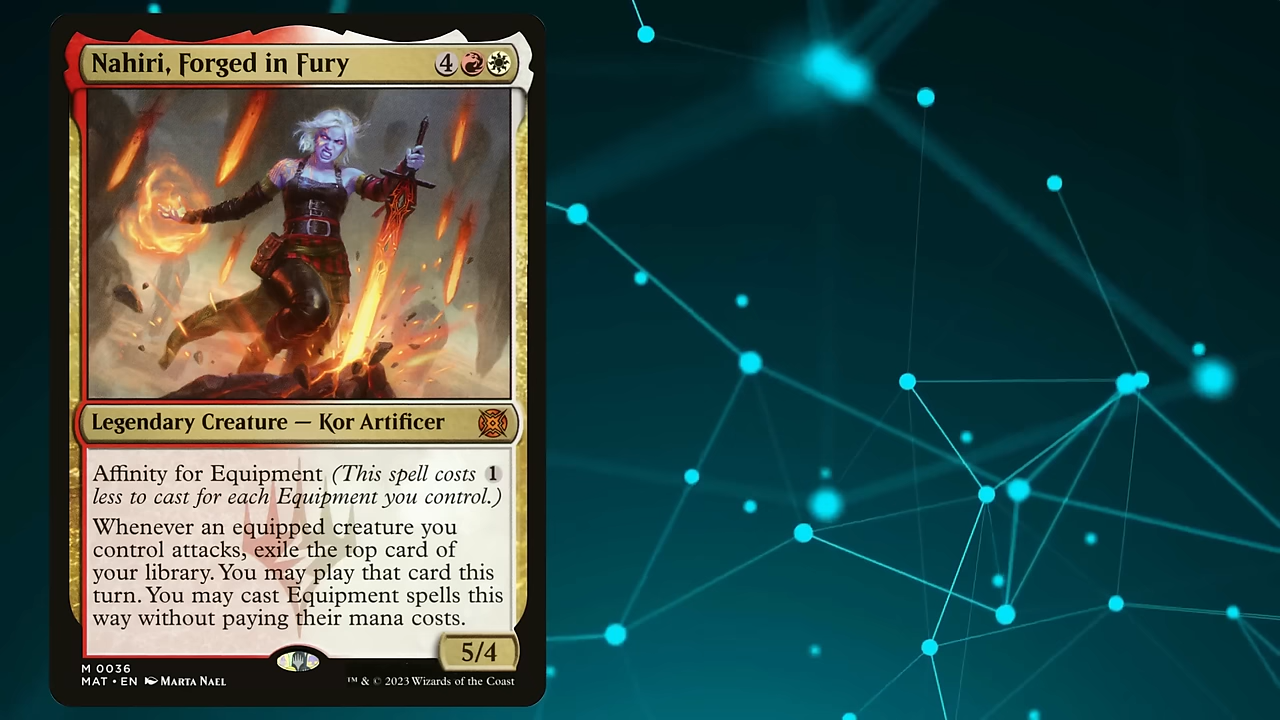 Nahiri, Forged in Fury 4
Legendary Creature — Kor Artificer
Affinity for Equipment (This spell costs 1
less to cast for each Equipment you control.)
Whenever an equipped creature you
control attacks, exile the top card of
your library. You may play that card this
turn. You may cast Equipment spells this
way without paying their mana costs.
5/4
M 0036
MAT • EN Marta Nael
™ & © 2023 Wizards of the Coast